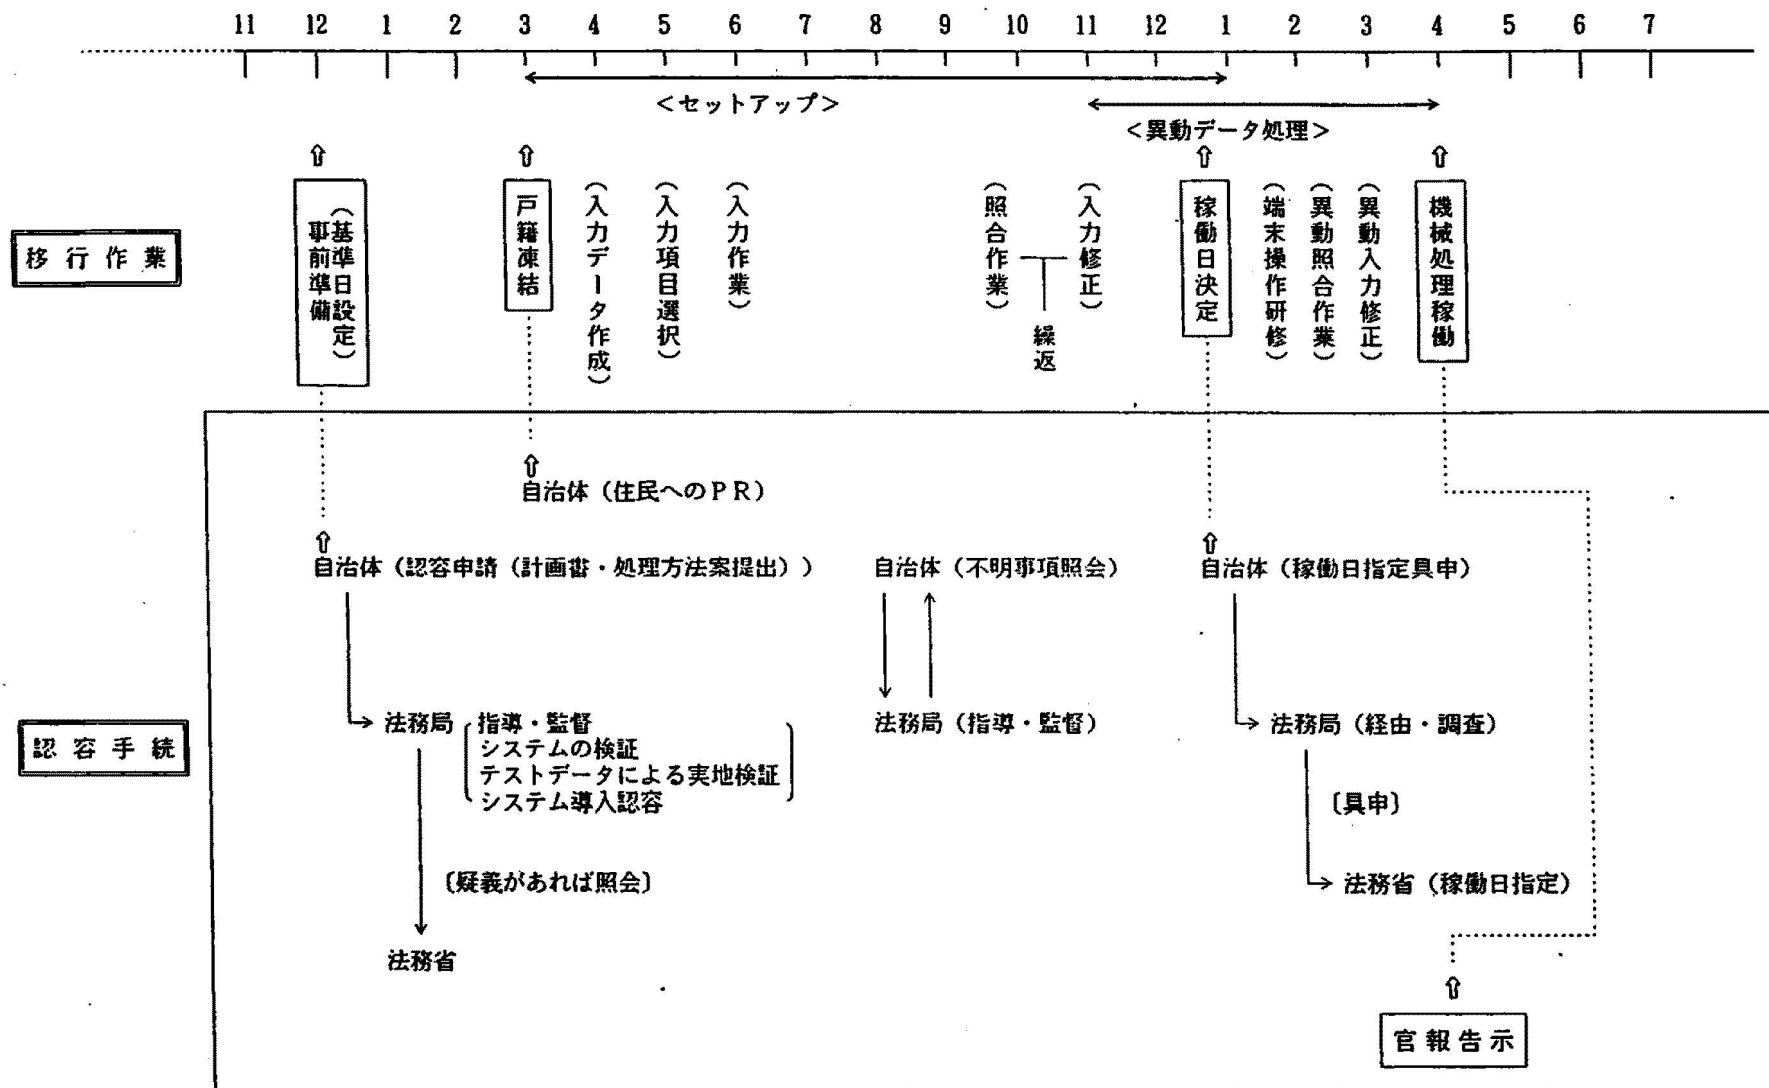 11 12 1 2 3 4 5 6 7 8 9 10 11 12 1 2 3 4 5 6 7
＜セットアップ＞
＜異動データ処理＞
移行作業
事前準備
（基準日設定）
戸籍凍結
（入力データ作成）
（入力項目選択）
（入力作業）
（照合作業）
繰返
（入力修正）
稼働日決定
（端末操作研修）
（異動照合作業）
（異動入力修正）
機械処理稼働
自治体（住民へのPR）
自治体（認容申請（計画書・処理方法案提出））
自治体（不明事項照会）
自治体（稼働日指定具申）
認容手続
法務局
指導・監督
システムの検証
テストデータによる実地検証
システム導入認容
法務局（指導・監督）
法務局（経由・調査）
〔具申〕
〔疑義があれば照会〕
法務省（稼働日指定）
法務省
官報告示